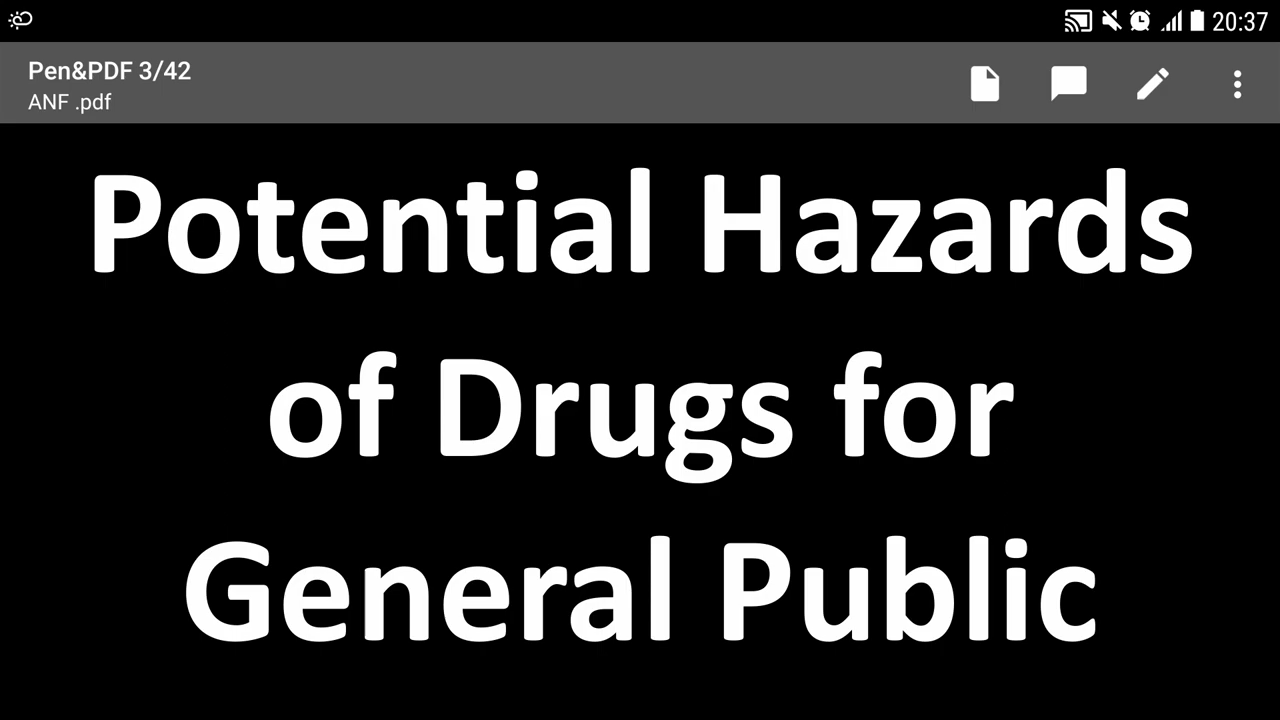 20:37
Pen&PDF 3/42
ANF .pdf
Potential Hazards
of Drugs for
General Public